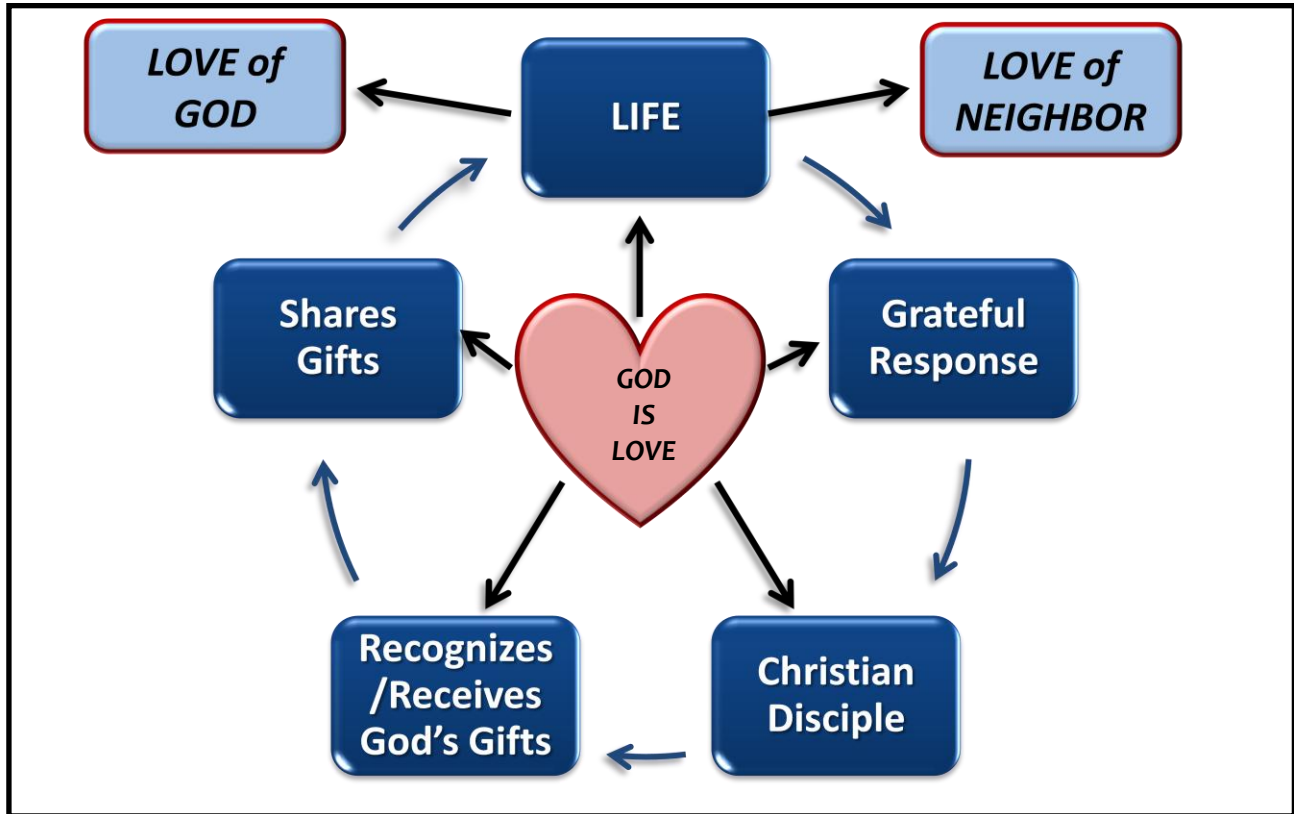 LOVE of
GOD
LIFE
LOVE of
NEIGHBOR
Shares
Gifts
GOD
IS
LOVE
Grateful
Response
Recognizes
/Receives
God's Gifts
Christian
Disciple